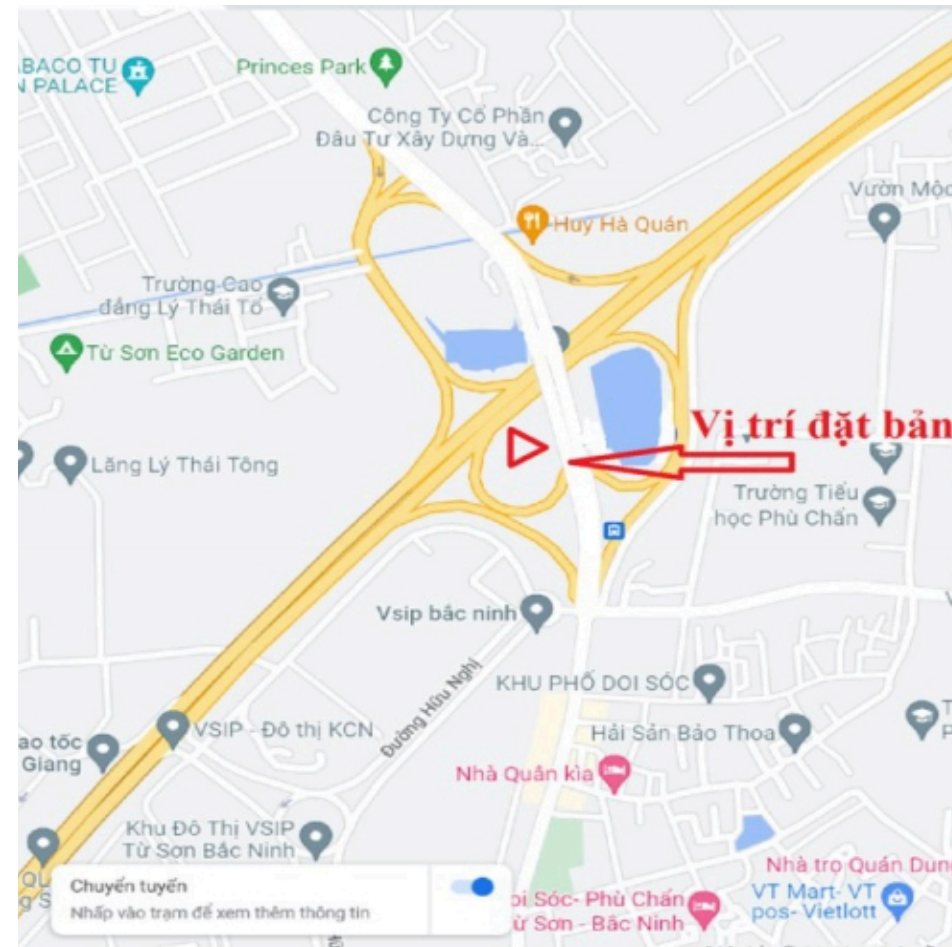 BACO TU
N PALACE
Princes Park
Công Ty Cổ Phần
Đầu Tư Xây Dựng Và...
Vườn Mộc
Huy Hà Quán
Trường Cao
đẳng Lý Thái Tổ
Từ Sơn Eco Garden
Vị trí đặt bản
Lăng Lý Thái Tông
Trường Tiểu
học Phù Chẩn
Vsip bắc ninh
Đường Hữu Nghị
KHU PHỐ DOI SÓC
VSIP - Đô thị KCN
Hải Sản Bảo Thoa
ao tốc
Giang
Nhà Quân kìa
Khu Đô Thị VSIP
Từ Sơn Bắc Ninh
Nhà trọ Quán Dung
Chuyển tuyến
Nhấp vào trạm để xem thêm thông tin
oi Sóc- Phù Chẩn
ừ Sơn - Bắc Ninh
VT Mart- VT
pos- Vietlott